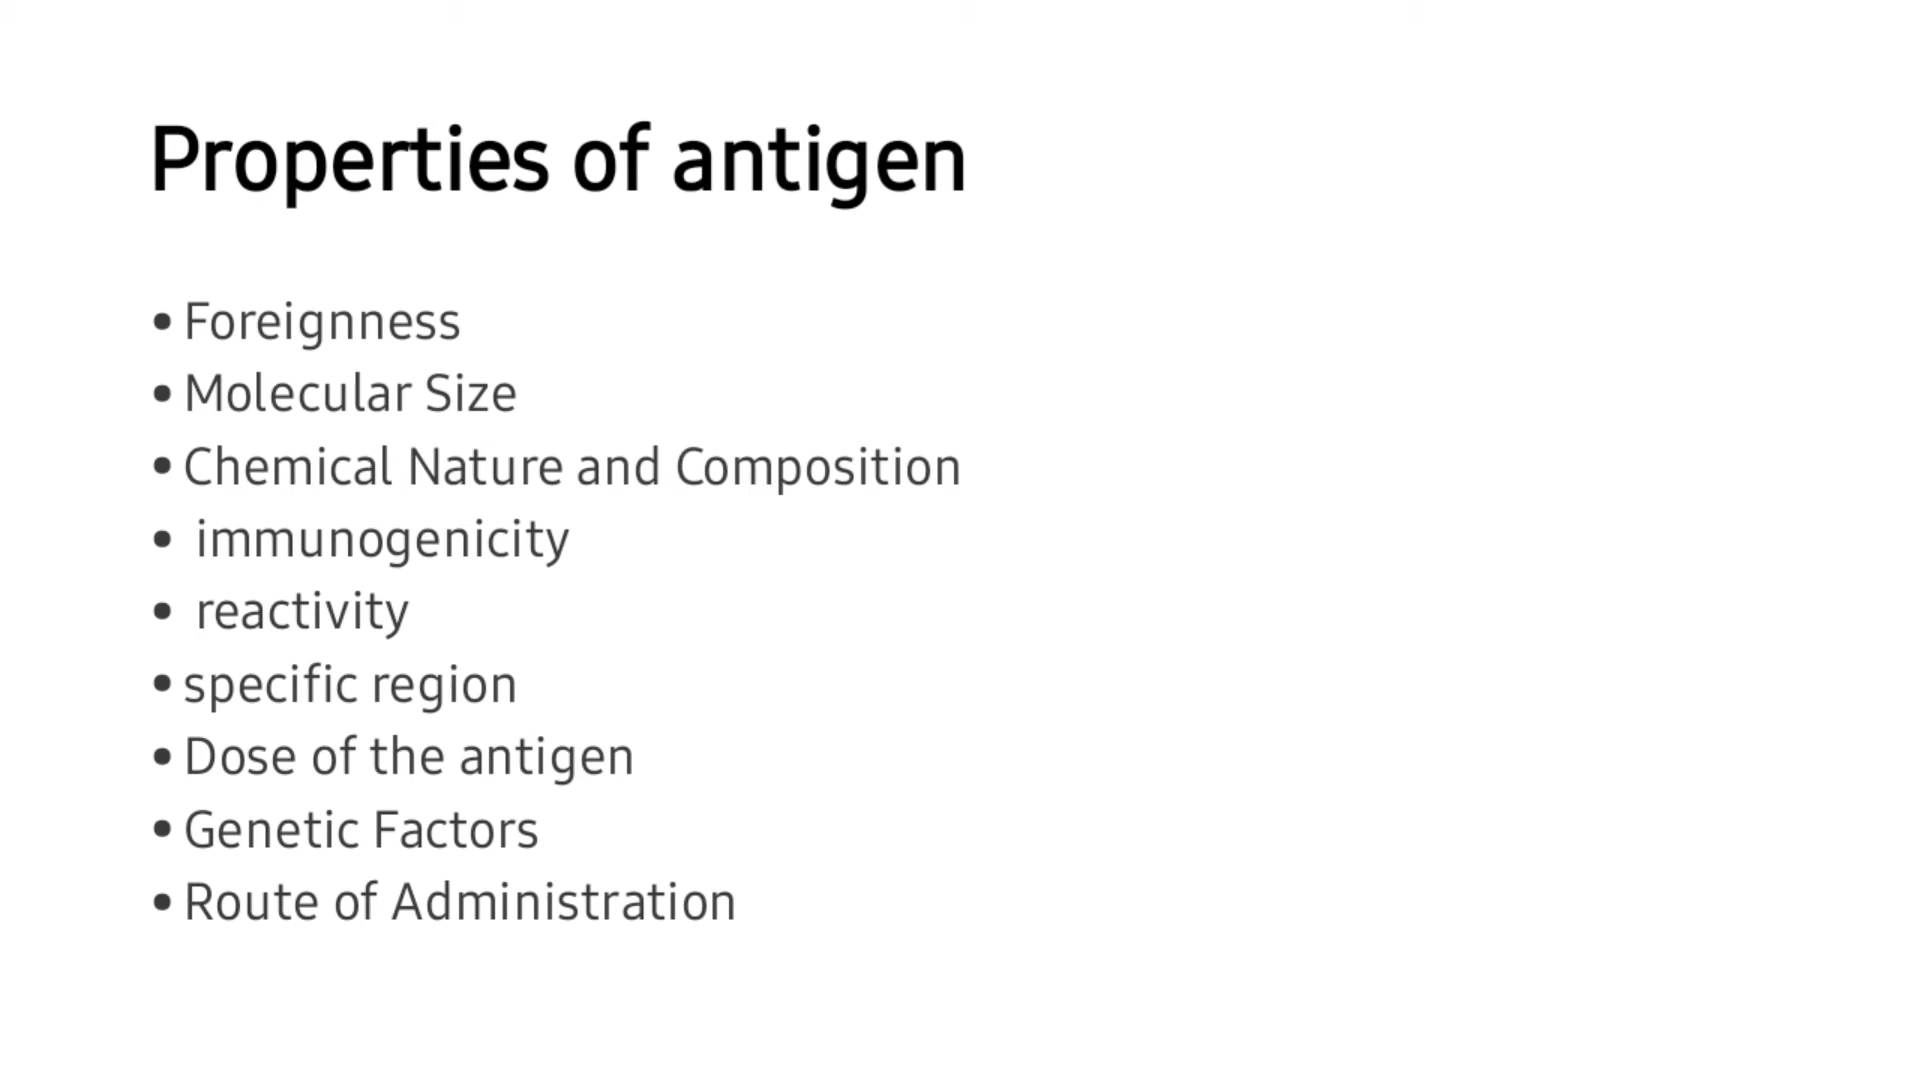 Properties of antigen
• Foreignness
• Molecular Size
• Chemical Nature and Composition
• immunogenicity
• reactivity
• specific region
• Dose of the antigen
• Genetic Factors
• Route of Administration